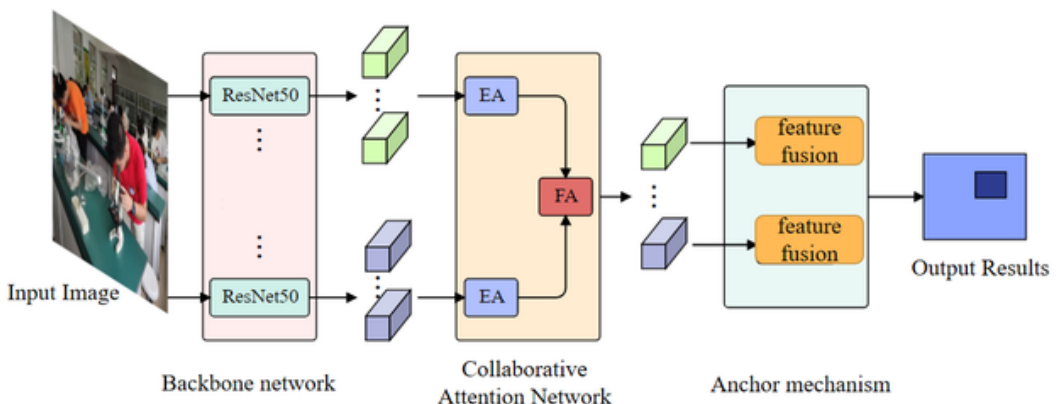 ResNet50
EA
feature
fusion
FA
feature
fusion
ResNet50
EA
Input Image
Output Results
Backbone network
Collaborative
Attention Network
Anchor mechanism